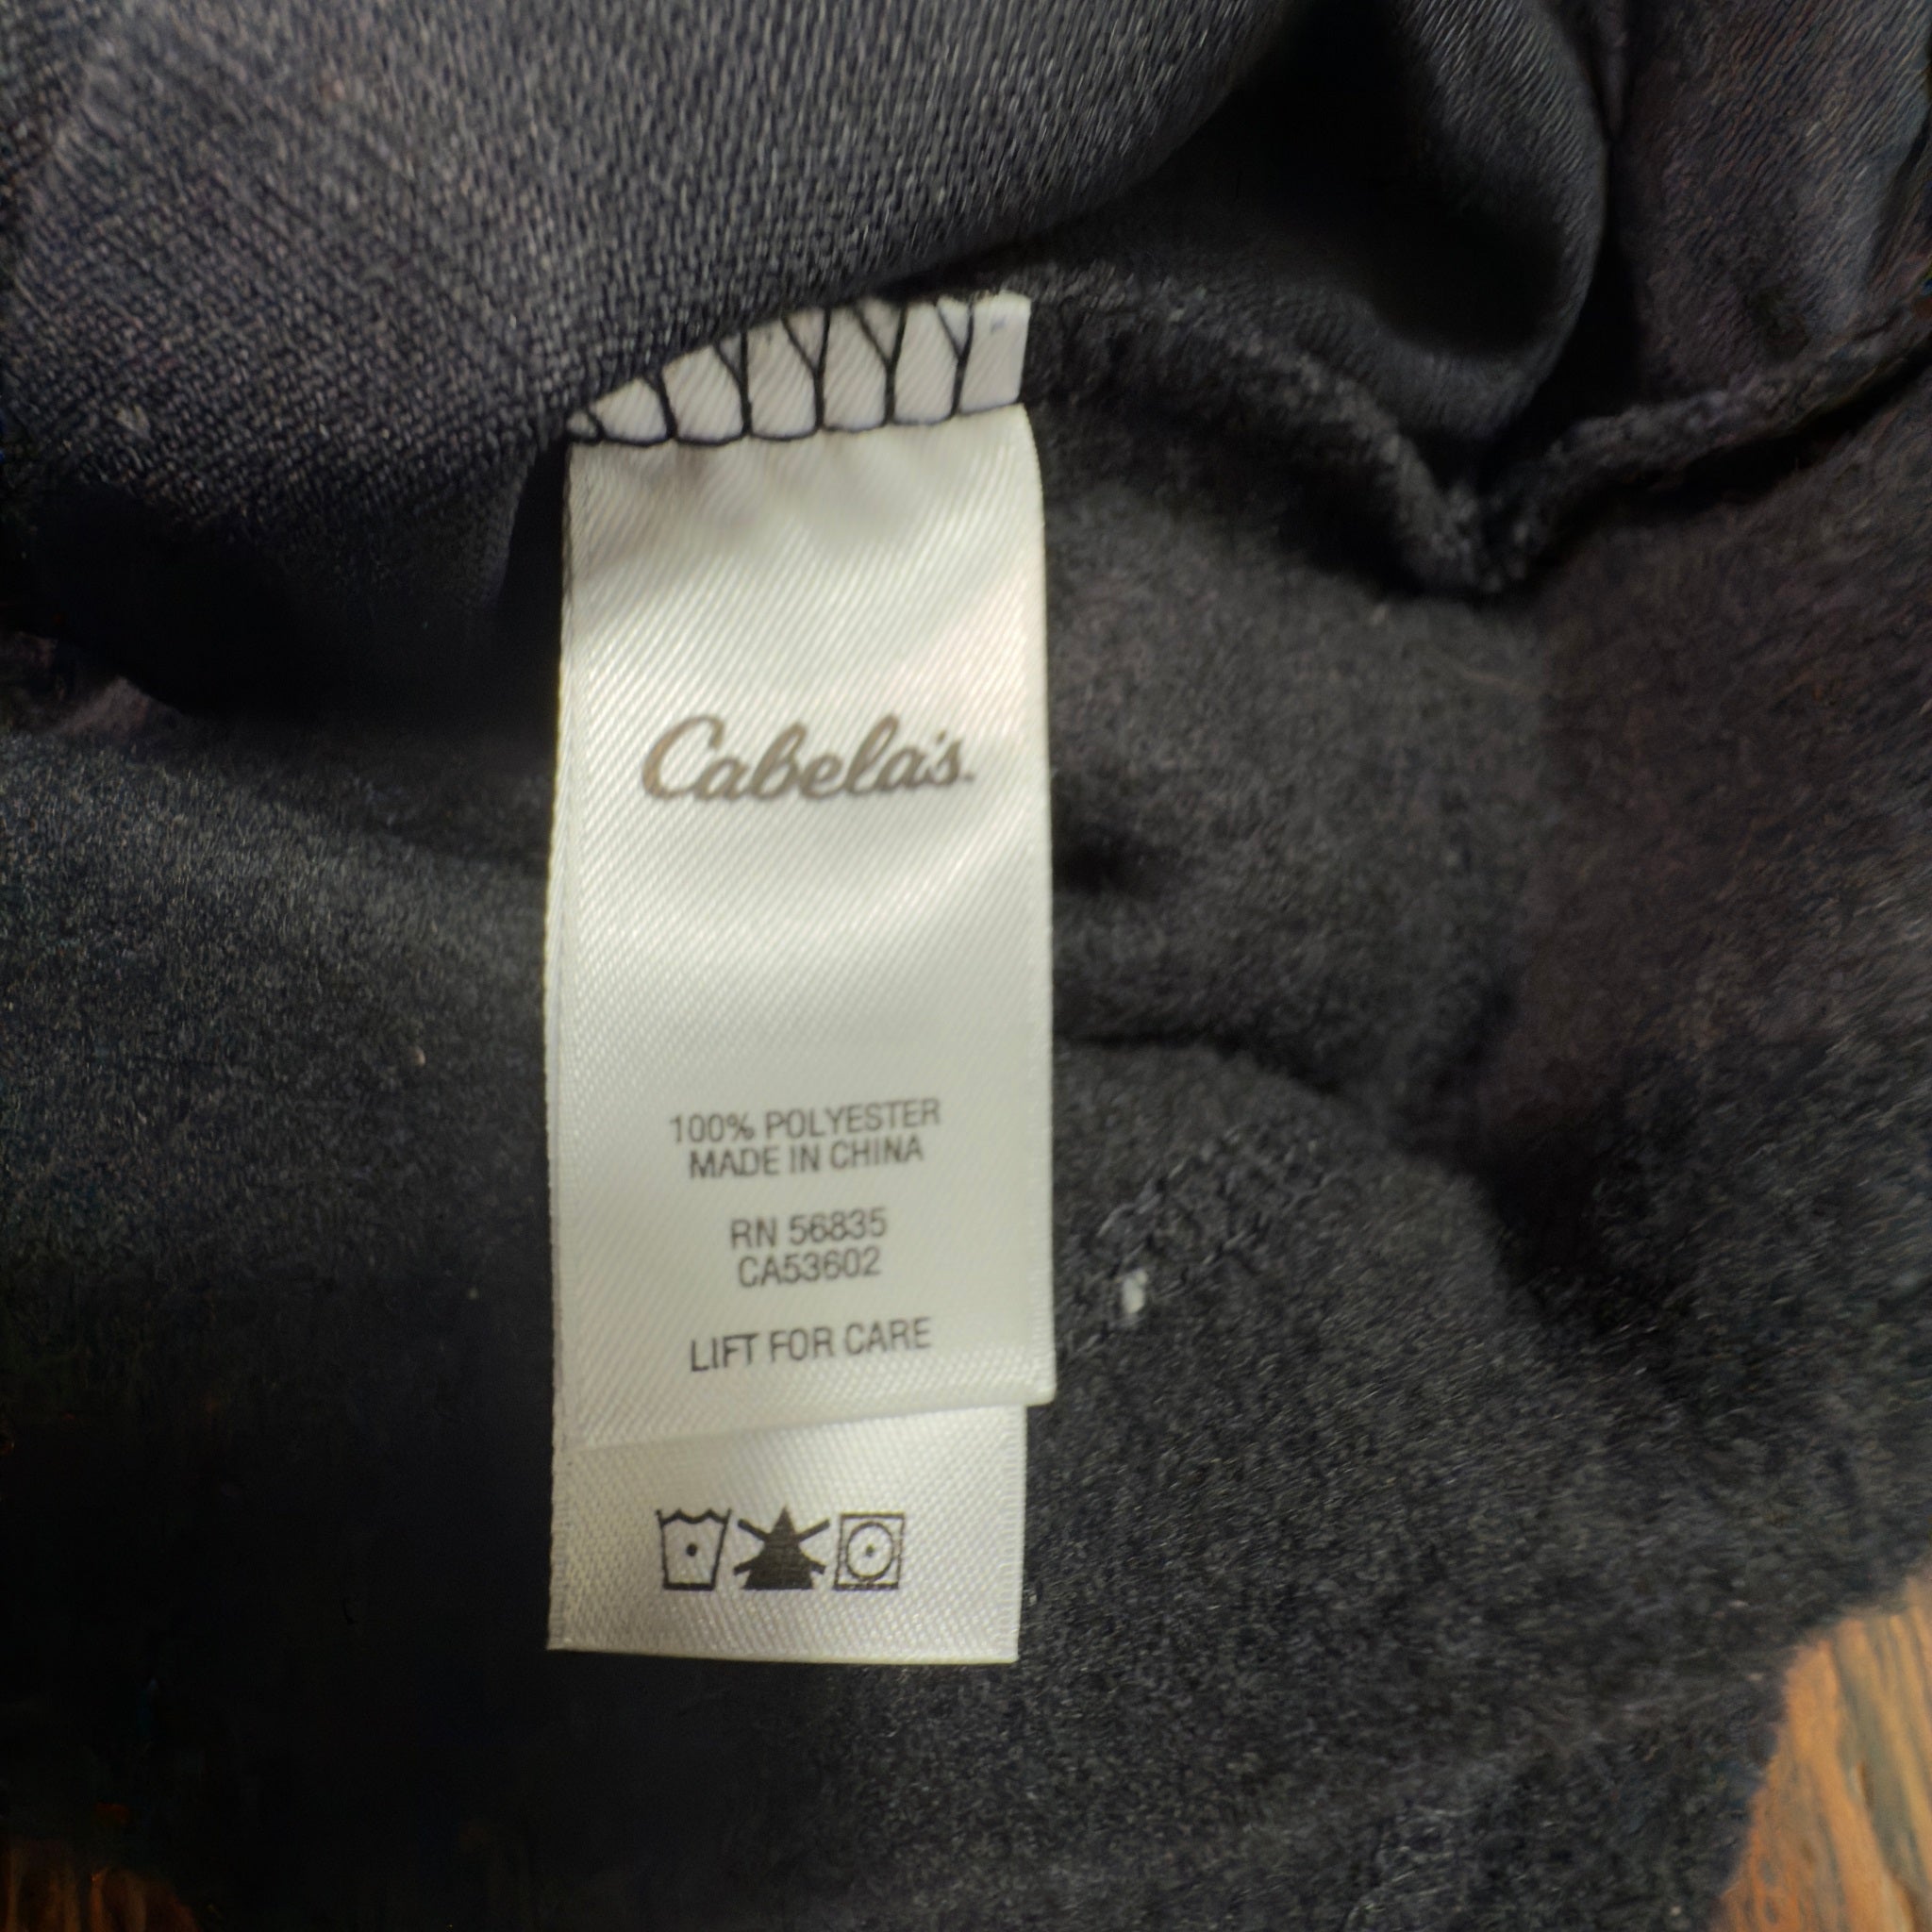 Cabela's.
100% POLYESTER
MADE IN CHINA
RN 56835
CA53602
LIFT FOR CARE